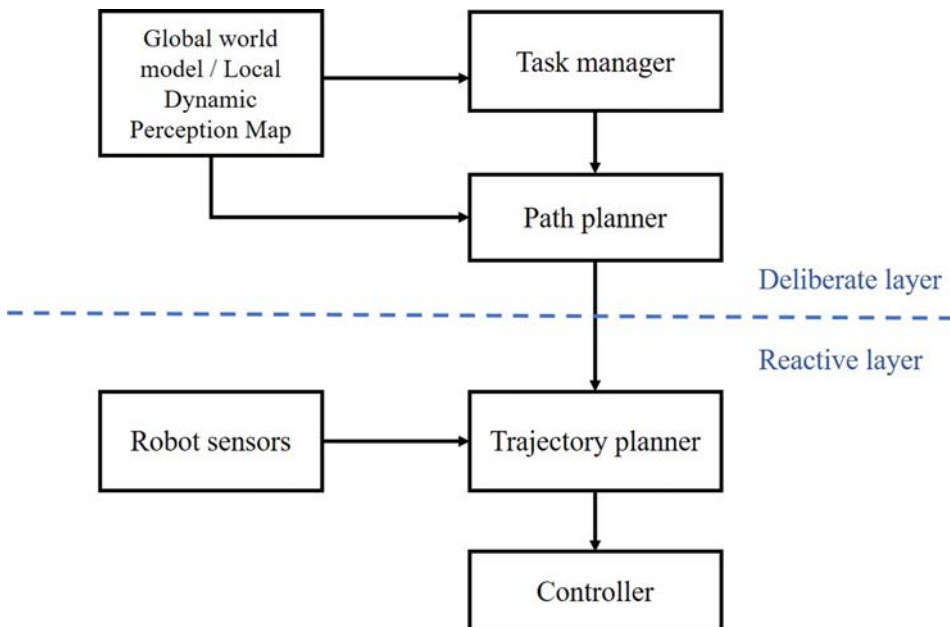 Global world
model / Local
Dynamic
Perception Map
Task manager
Path planner
Deliberate layer
Reactive layer
Robot sensors
Trajectory planner
Controller